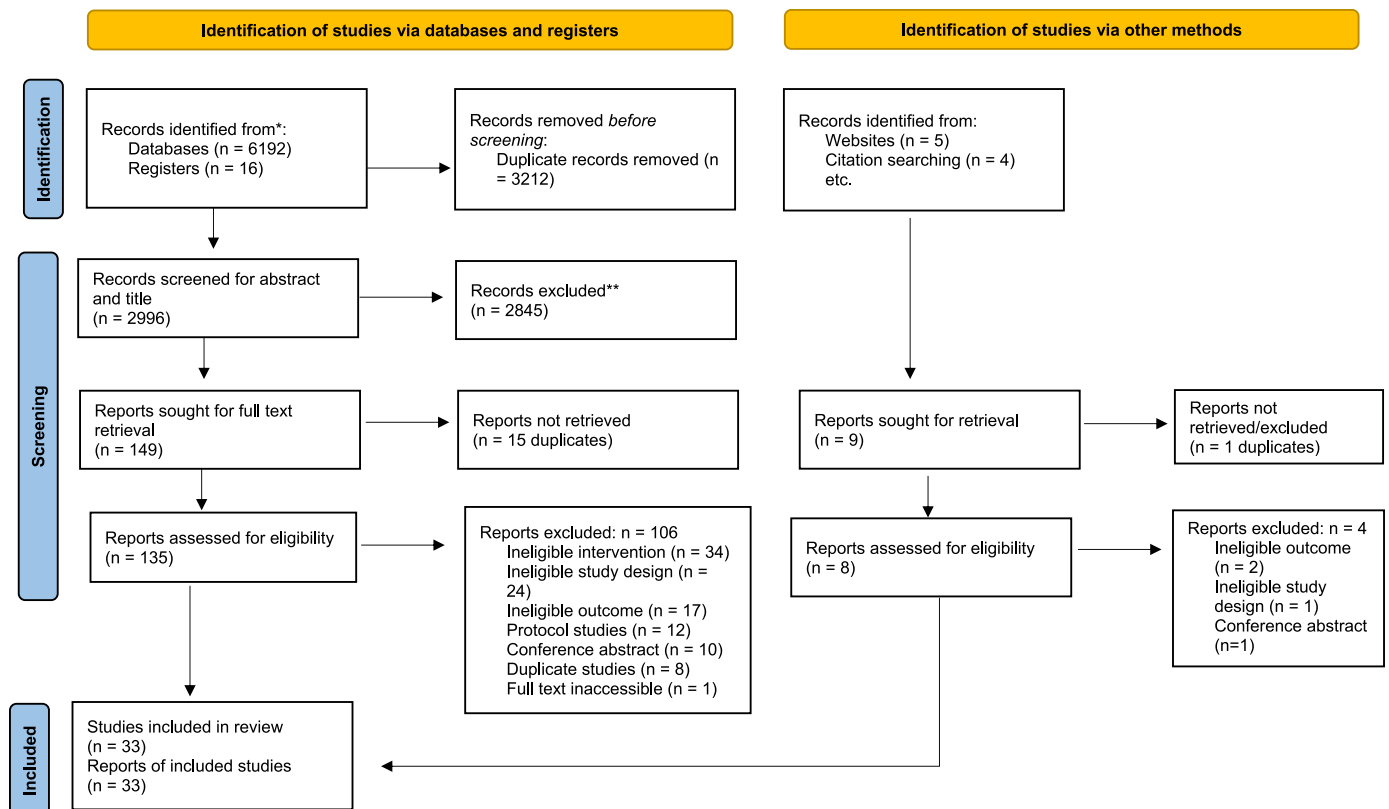 Identification of studies via databases and registers
Identification of studies via other methods
Identification
Records identified from*:
Databases (n = 6192)
Registers (n = 16)
Records removed before
screening:
Duplicate records removed (n
= 3212)
Records identified from:
Websites (n = 5)
Citation searching (n = 4)
etc.
Screening
Records screened for abstract
and title
(n = 2996)
Records excluded**
(n = 2845)
Reports sought for full text
retrieval
(n = 149)
Reports not retrieved
(n = 15 duplicates)
Reports sought for retrieval
(n = 9)
Reports not
retrieved/excluded
(n = 1 duplicates)
Reports assessed for eligibility
(n = 135)
Reports excluded: n = 106
Ineligible intervention (n = 34)
Ineligible study design (n =
24)
Ineligible outcome (n = 17)
Protocol studies (n = 12)
Conference abstract (n = 10)
Duplicate studies (n = 8)
Full text inaccessible (n = 1)
Reports assessed for eligibility
(n = 8)
Reports excluded: n = 4
Ineligible outcome
(n = 2)
Ineligible study
design (n = 1)
Conference abstract
(n=1)
Included
Studies included in review
(n = 33)
Reports of included studies
(n = 33)